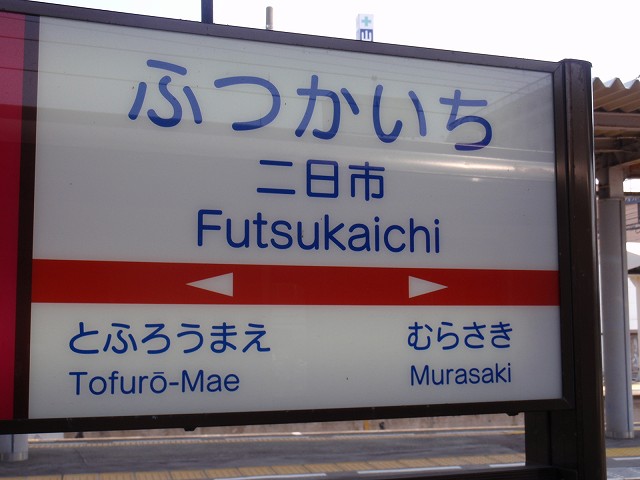 ふつかいち
二日市
Futsukaichi
とふろうまえ
Tofurō-Mae
むらさき
Murasaki